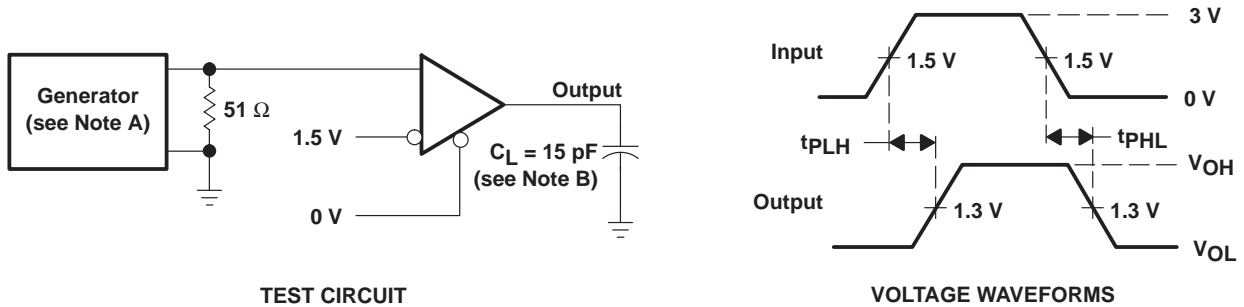 Generator
(see Note A)
51 Ω
1.5 V
0 V
Output
CL = 15 pF
(see Note B)
TEST CIRCUIT
Input
3 V
1.5 V
1.5 V
0 V
tPLH
tPHL
Output
VOH
1.3 V
1.3 V
VOL
VOLTAGE WAVEFORMS